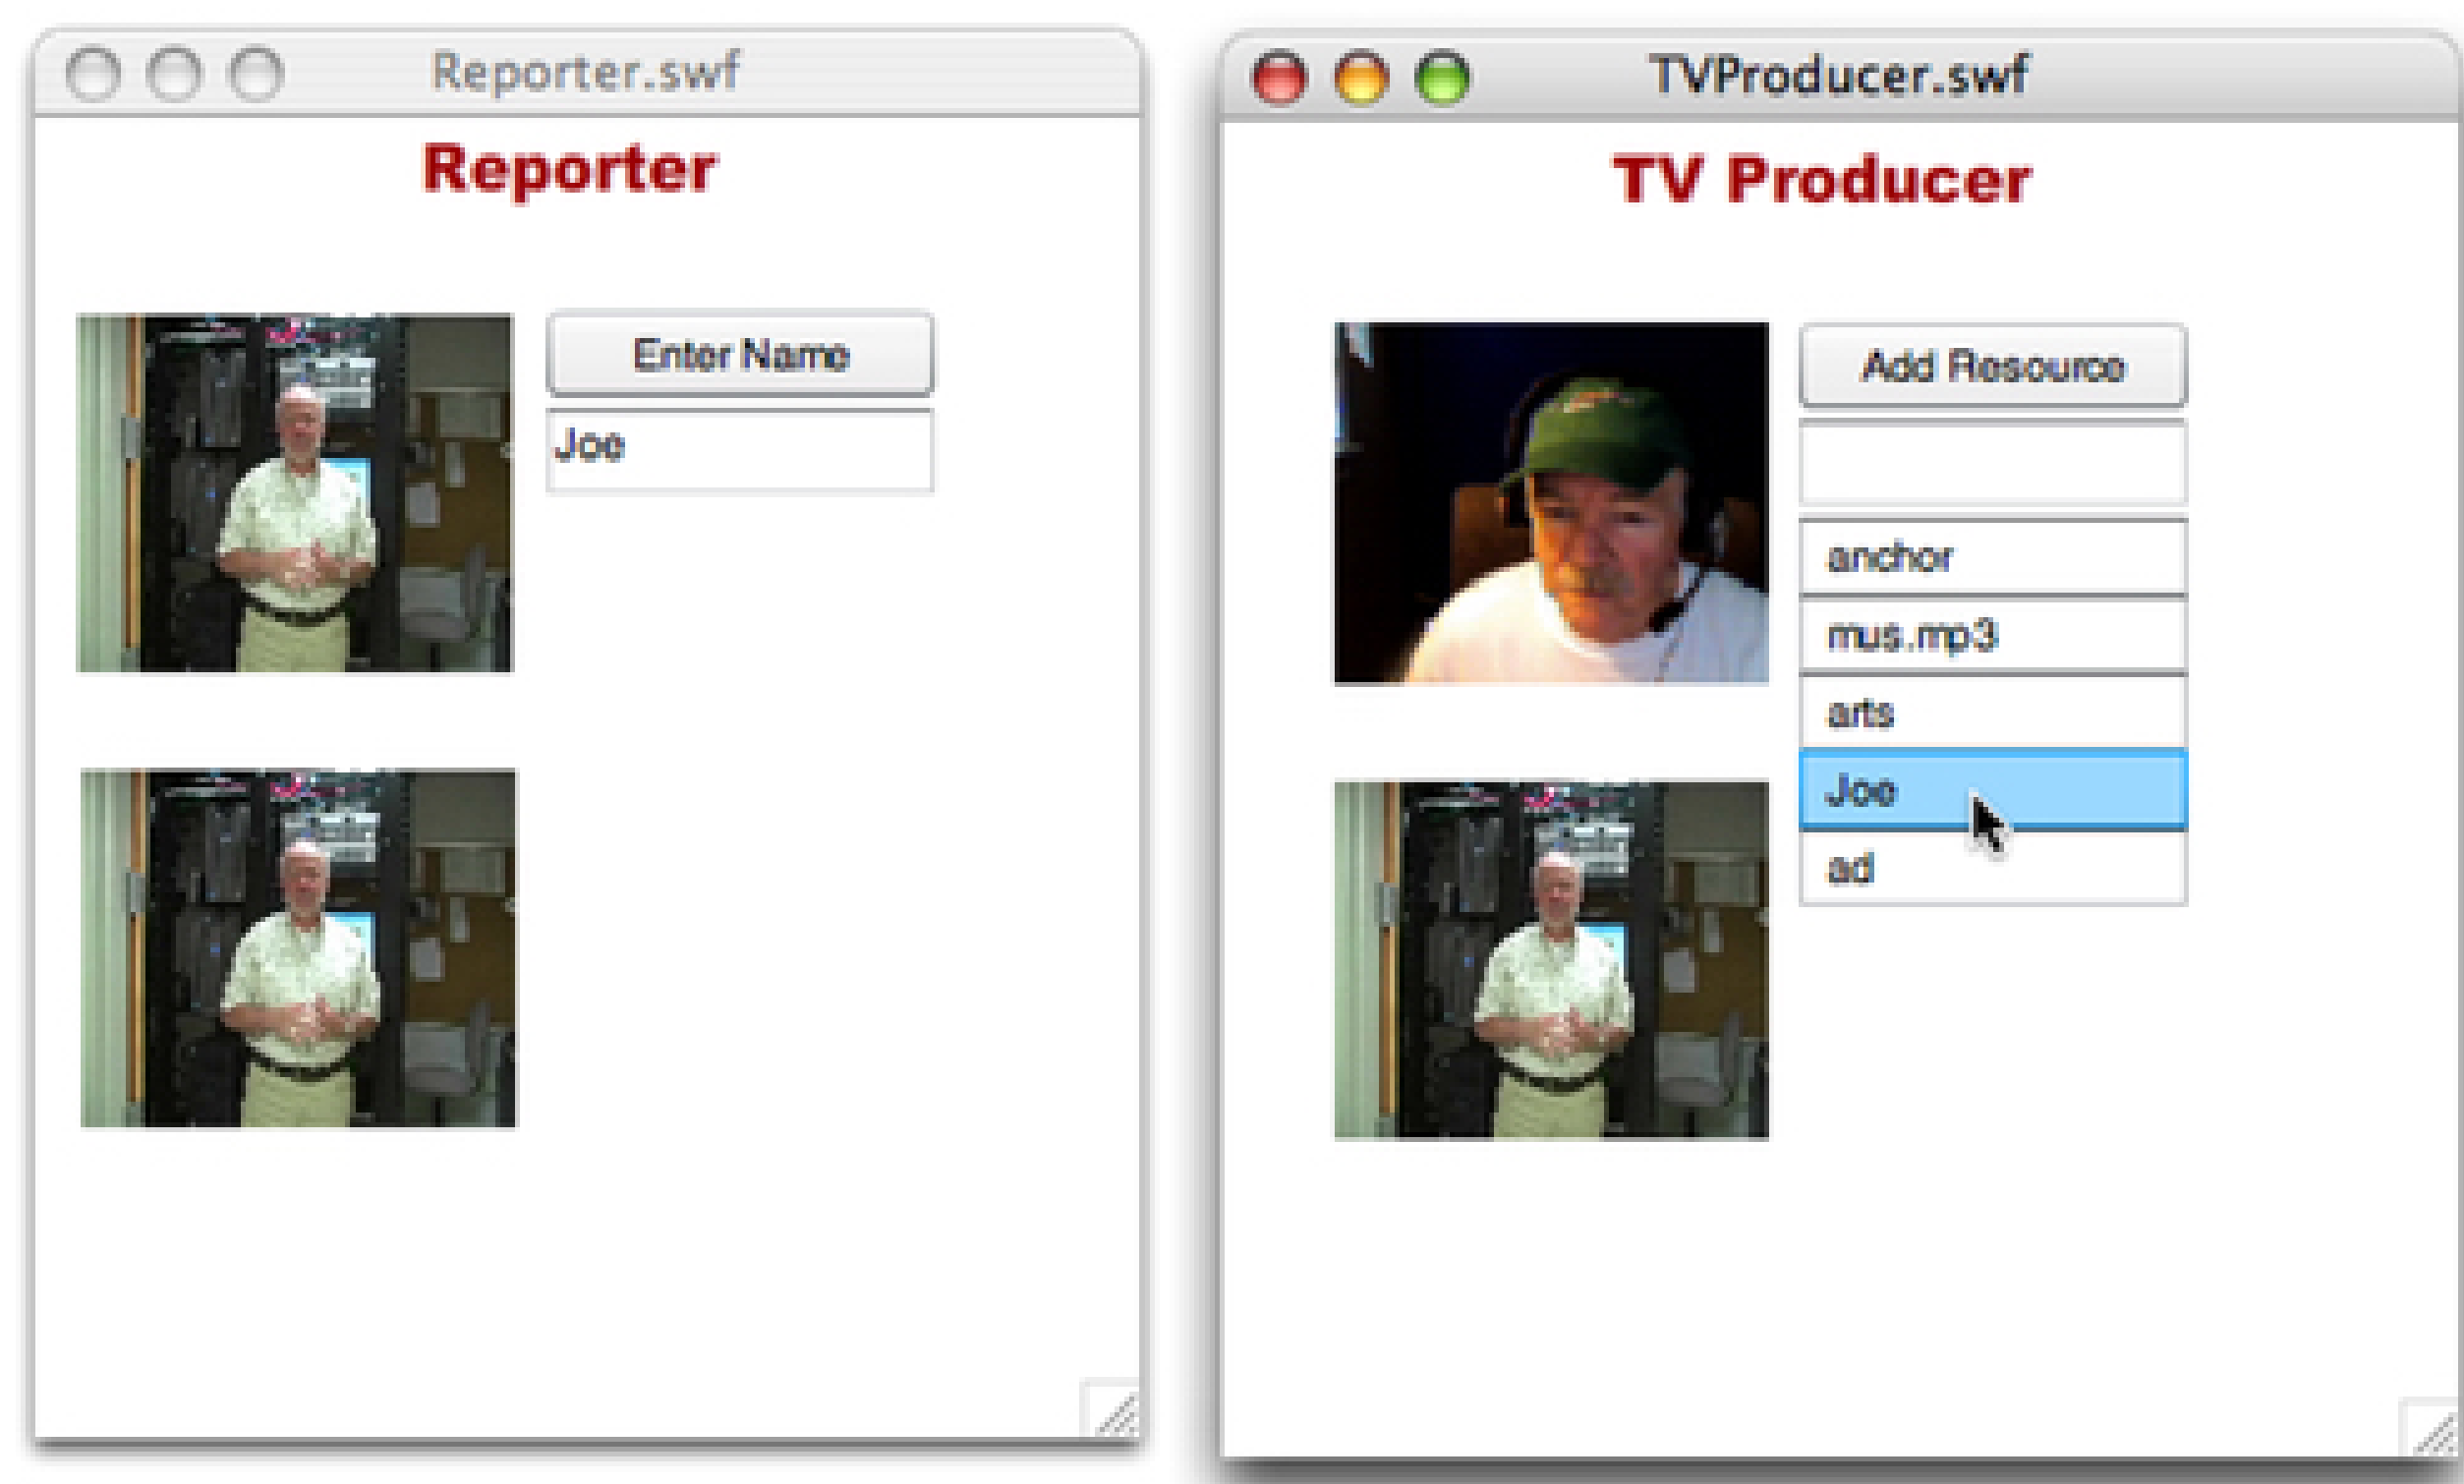 Reporter.swf
Reporter
Enter Name
Joe
TVProducer.swf
TV Producer
Add Resource
anchor
mus.mp3
arts
Joe
ad